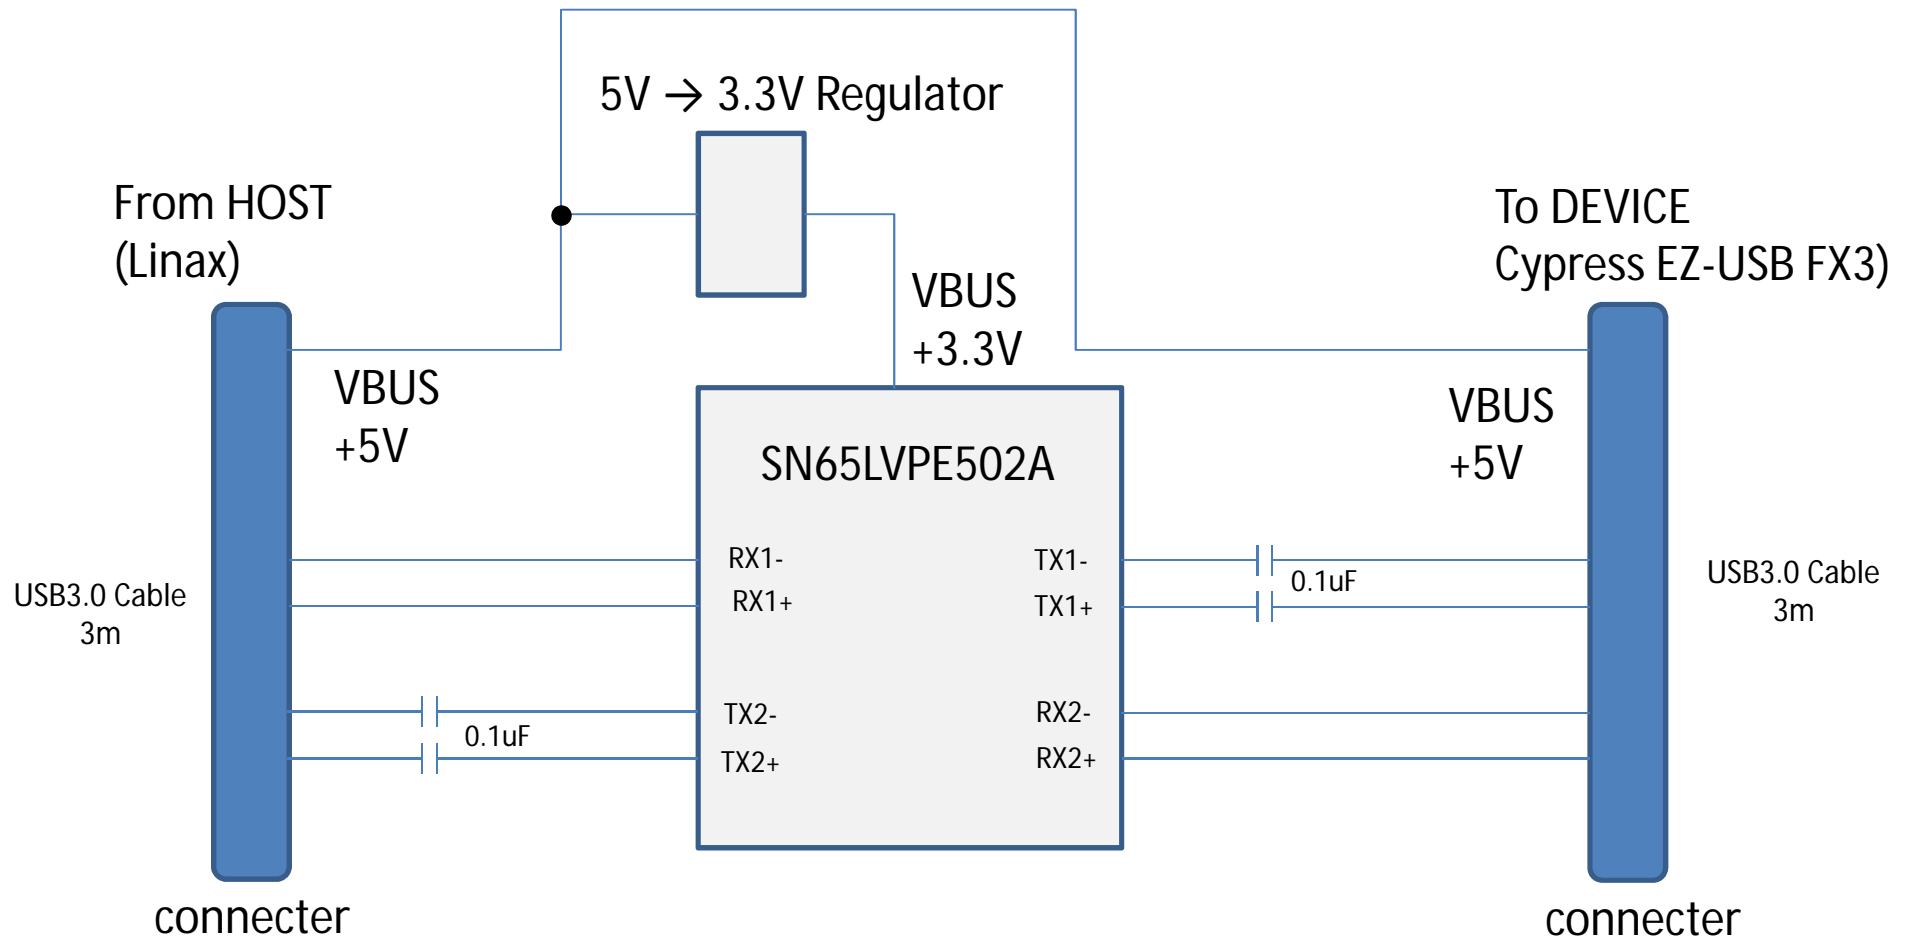 5V → 3.3V Regulator
From HOST
(Linax)
To DEVICE
Cypress EZ-USB FX3)
VBUS
+3.3V
VBUS
+5V
VBUS
+5V
SN65LVPE502A
RX1-
RX1+
TX2-
TX2+
TX1-
TX1+
RX2-
RX2+
0.1uF
0.1uF
USB3.0 Cable
3m
USB3.0 Cable
3m
connecter
connecter